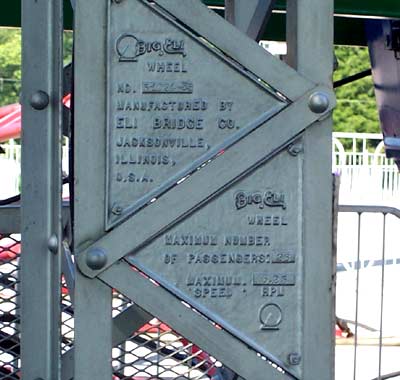 BIG ELI
WHEEL
NO.
MANUFACTURED BY
ELI BRIDGE CO.
JACKSONVILLE,
ILLINOIS,
U.S.A.
BIG ELI
WHEEL
MAXIMUM NUMBER
OF PASSENGERS:
MAXIMUM
SPEED: RPM